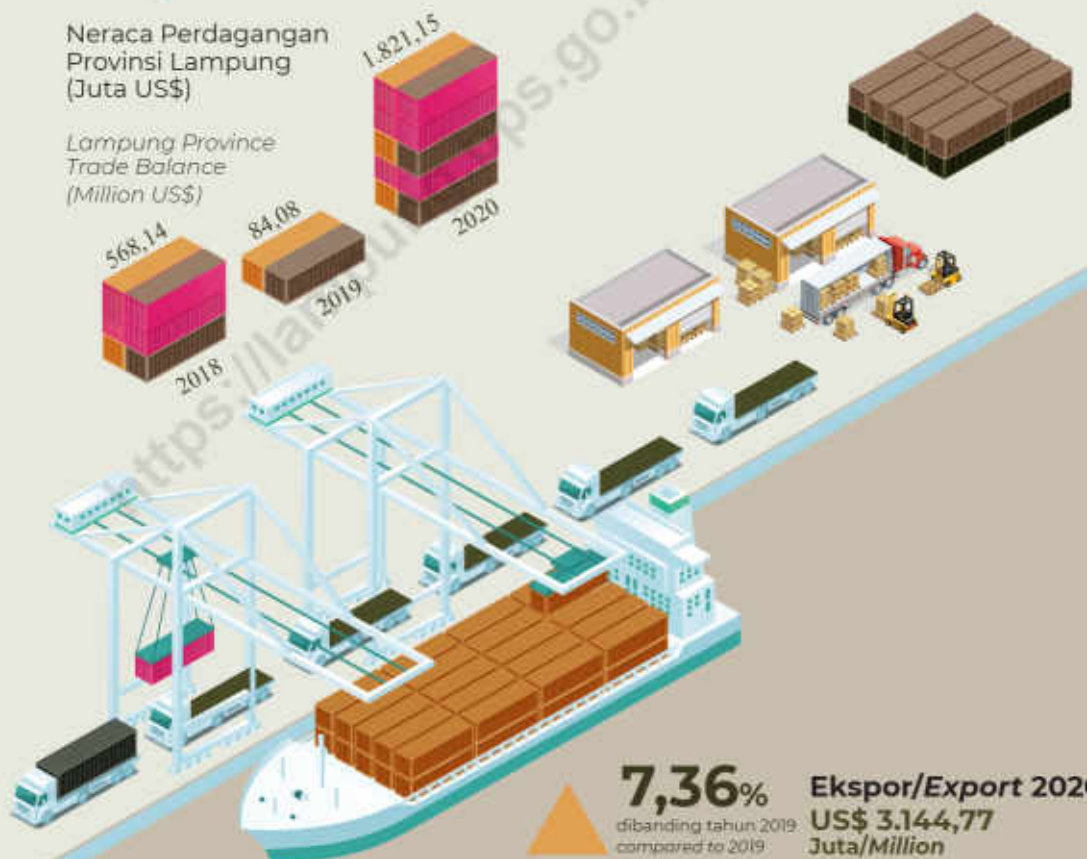 Neraca Perdagangan
Provinsi Lampung
(Juta US$)
Lampung Province
Trade Balance
(Million US$)
568,14
2018
84,08
2019
1.821,15
2020
7,36%
dibanding tahun 2019
compared to 2019
Ekspor/Export 2020
US$ 3.144,77
Juta/Million